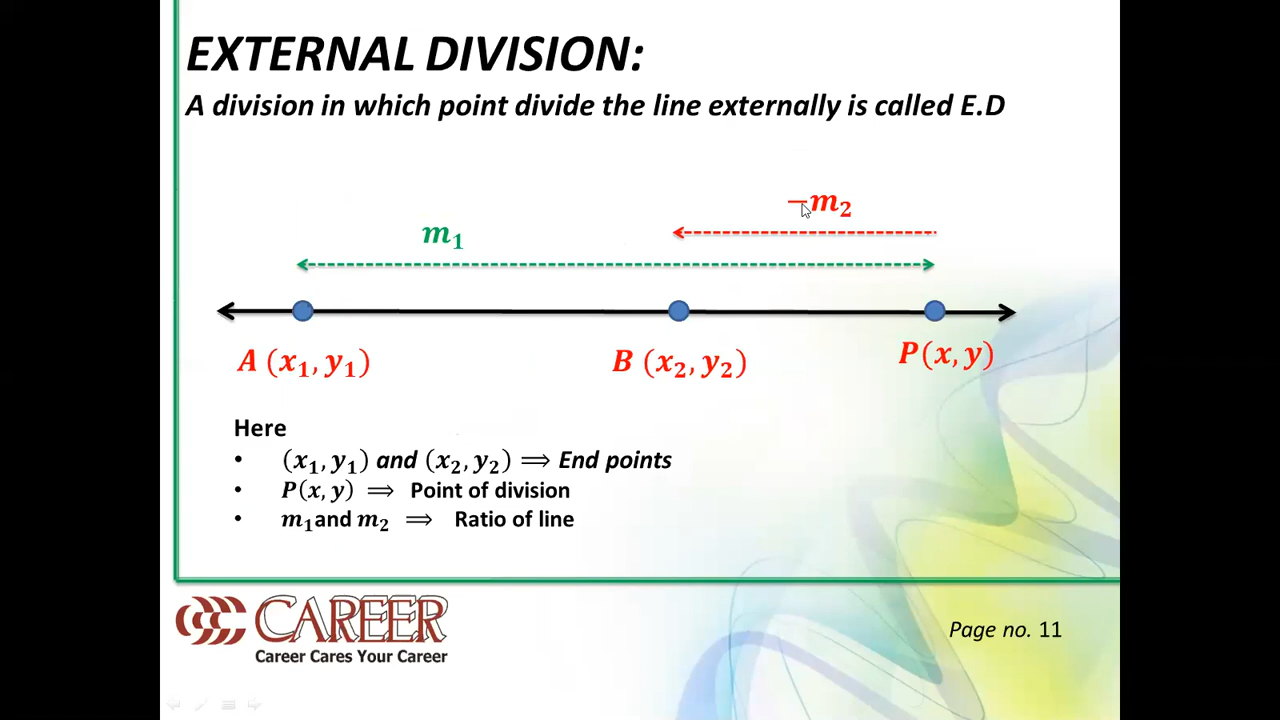 EXTERNAL DIVISION:
A division in which point divide the line externally is called E.D
−m₂
m₁
A (x₁, y₁) B (x₂, y₂) P(x, y)
Here
• (x₁, y₁) and (x₂, y₂) ⟹ End points
• P(x, y) ⟹ Point of division
• m₁and m₂ ⟹ Ratio of line
CAREER
Career Cares Your Career
Page no. 11